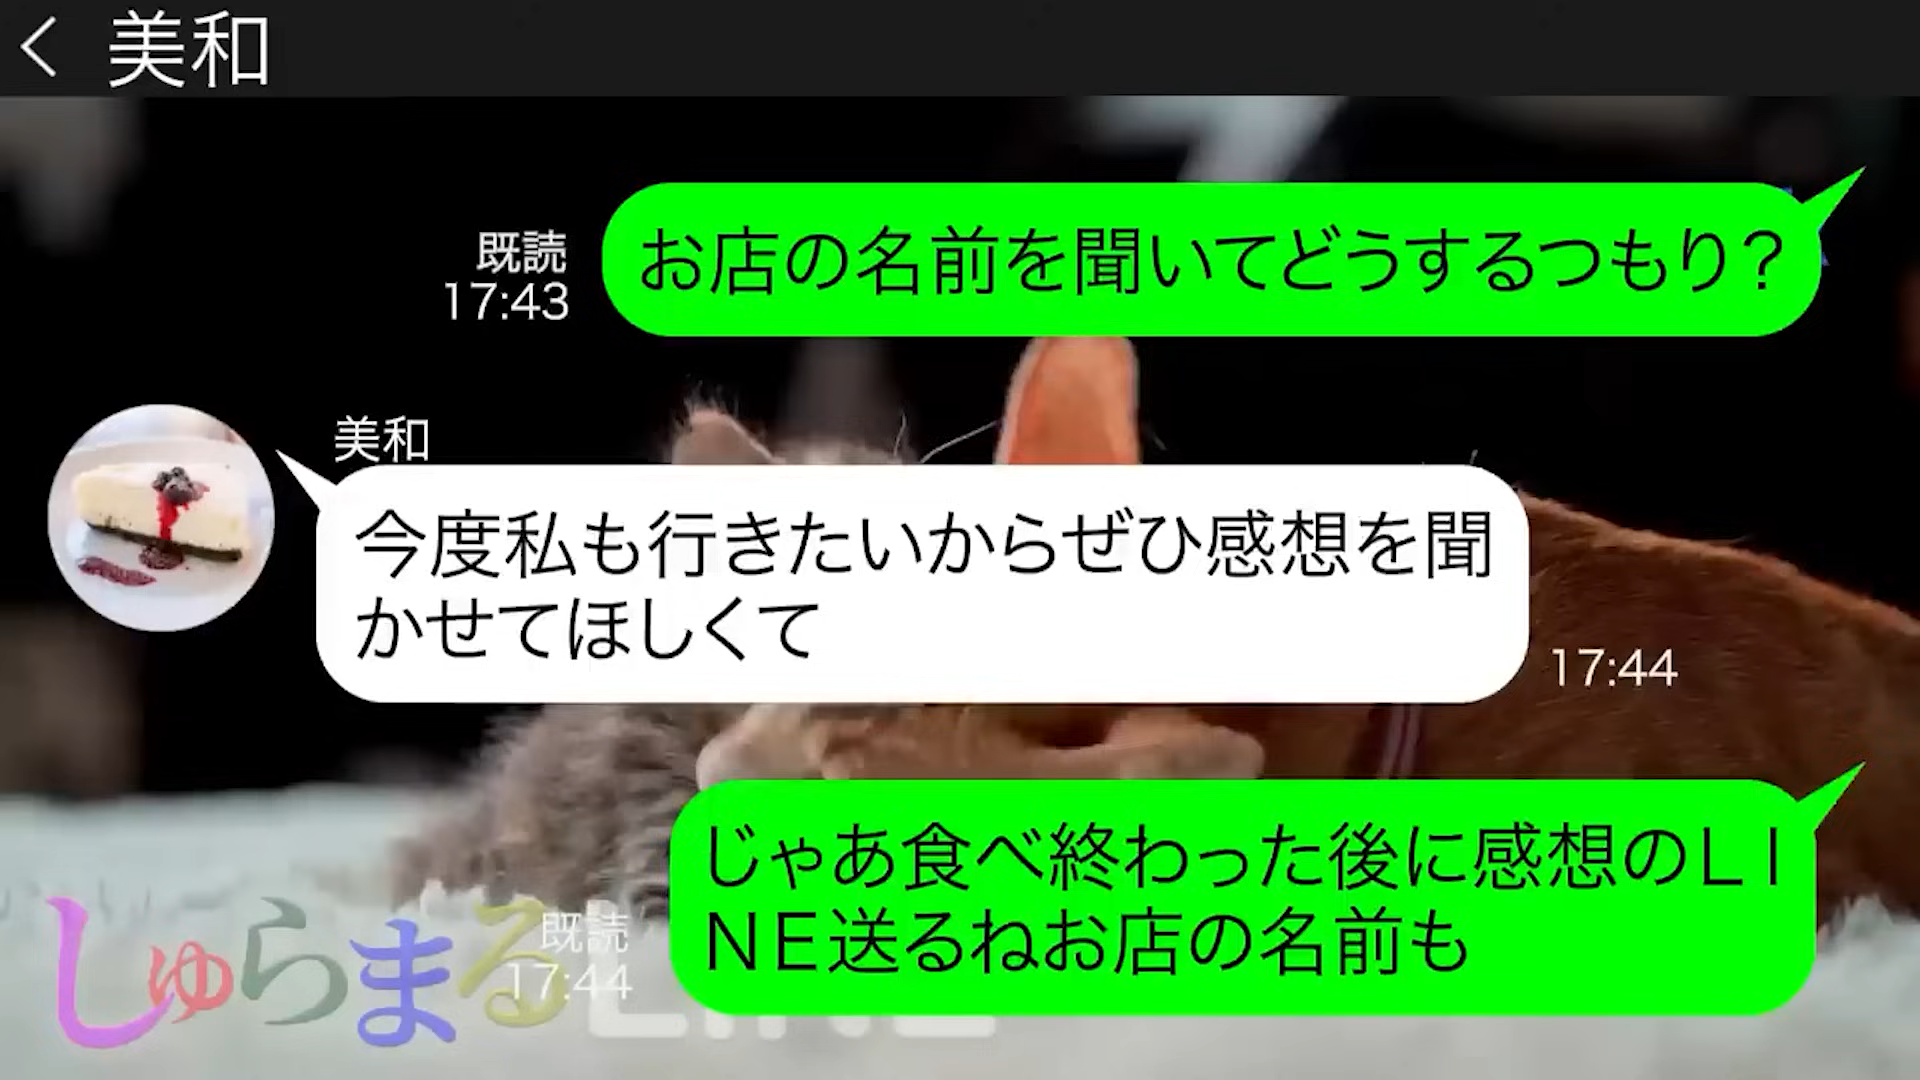 美和
お店の名前を聞いてどうするつもり？
既読
17:43
美和
今度私も行きたいからぜひ感想を聞
かせてほしくて
17:44
じゃあ食べ終わった後に感想のLI
NE送るねお店の名前も
既読
17:44
しゅらまるLINE